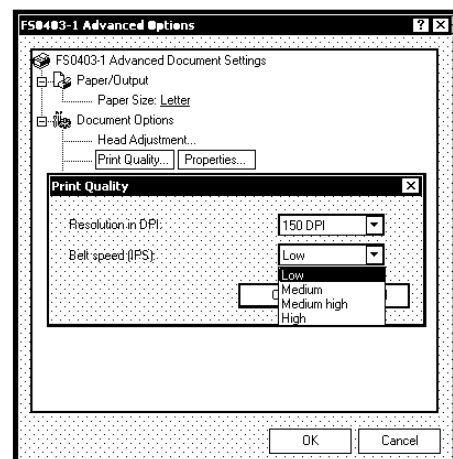 FS0403-1 Advanced Options
FS0403-1 Advanced Document Settings
Paper/Output
Paper Size: Letter
Document Options
Head Adjustment...
Print Quality... Properties...
Print Quality
Resolution in DPI: 150 DPI
Belt speed (IPS): Low
Low
Medium
Medium high
High
OK Cancel